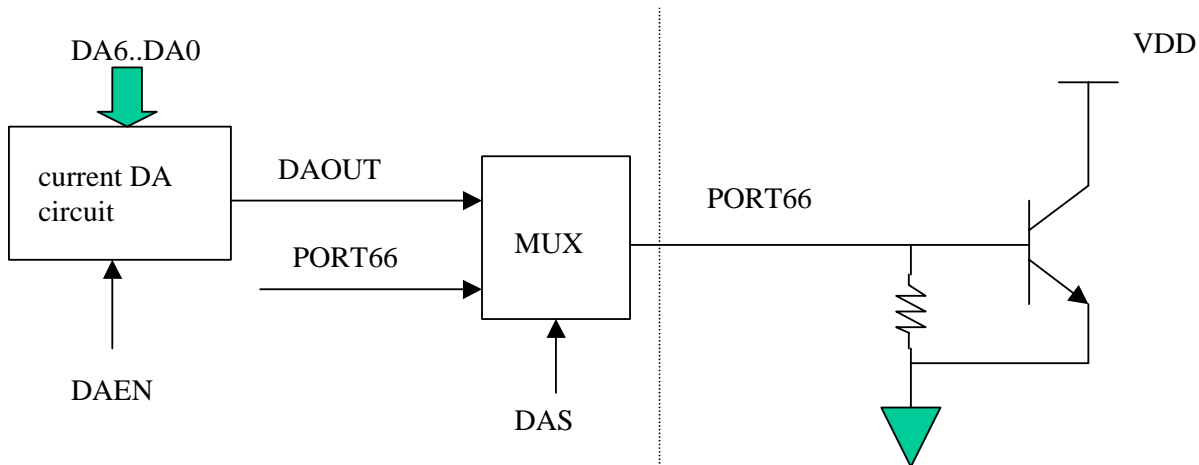 DA6..DA0
VDD
current DA
circuit
DAOUT
PORT66
MUX
PORT66
DAEN
DAS